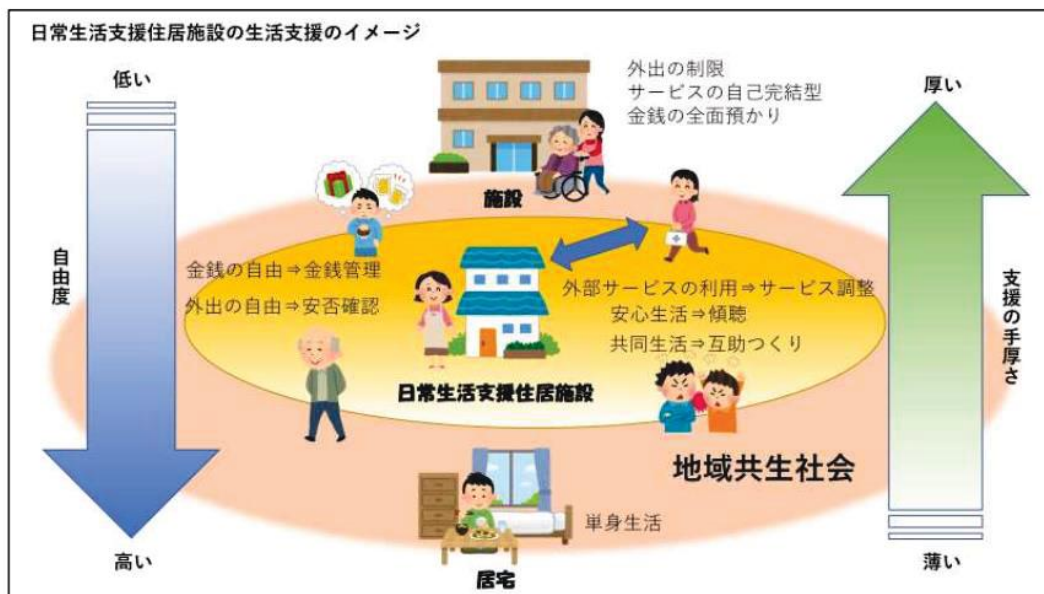 日常生活支援住居施設の生活支援のイメージ
低い
外出の制限
サービスの自己完結型
金銭の全面預かり
厚い
施設
自由度
金銭の自由⇒金銭管理
外出の自由⇒安否確認
外部サービスの利用⇒サービス調整
安心生活⇒傾聴
共同生活⇒互助つくり
支援の手厚さ
日常生活支援住居施設
地域共生社会
単身生活
高い
居宅
薄い